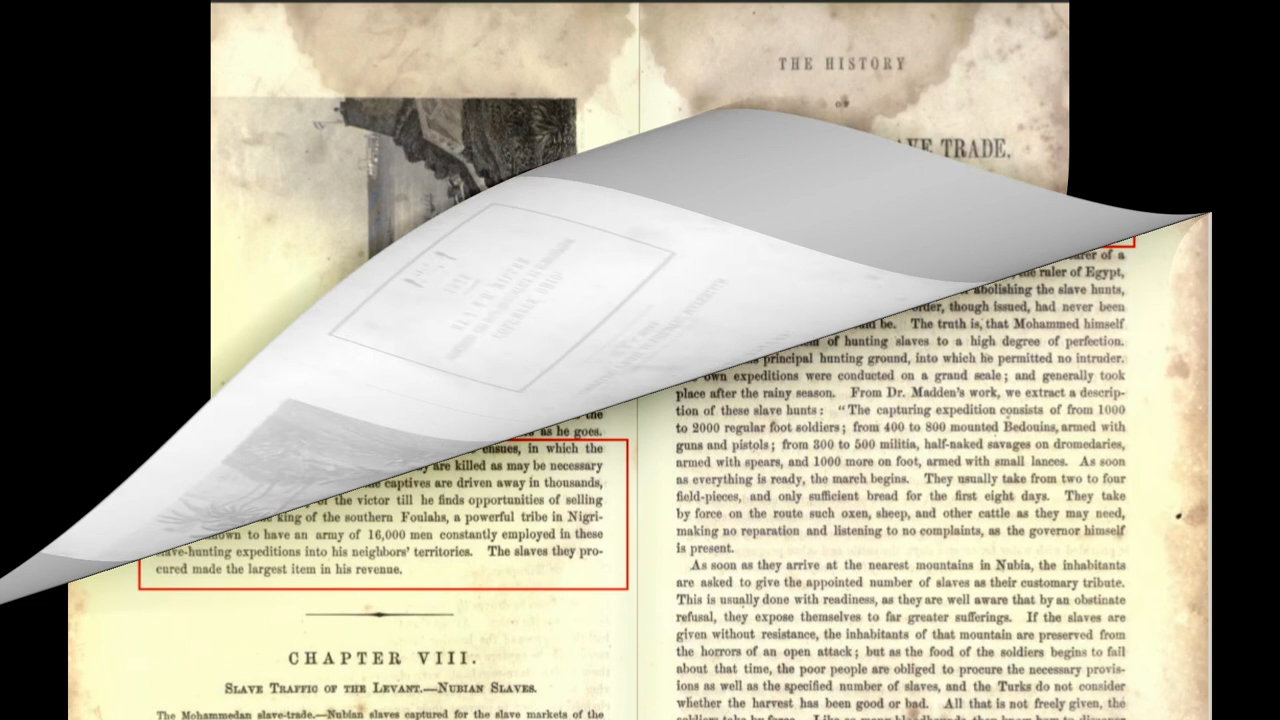 THE HISTORY
OF
TRADE.
the
as he goes.
ensues, in which the
are killed as may be necessary
captives are driven away in thousands,
of the victor till he finds opportunities of selling
king of the southern Foulahs, a powerful tribe in Nigri-
to have an army of 16,000 men constantly employed in these
slave-hunting expeditions into his neighbors' territories. The slaves they pro-
cured made the largest item in his revenue.
CHAPTER VIII.
SLAVE TRAFFIC OF THE LEVANT.—NUBIAN SLAVES.
The Mohammedan slave-trade.—Nubian slaves captured for the slave markets of the
of a
the ruler of Egypt,
abolishing the slave hunts,
order, though issued, had never been
be. The truth is, that Mohammed himself
of hunting slaves to a high degree of perfection.
principal hunting ground, into which he permitted no intruder.
own expeditions were conducted on a grand scale; and generally took
place after the rainy season. From Dr. Madden's work, we extract a descrip-
tion of these slave hunts: "The capturing expedition consists of from 1000
to 2000 regular foot soldiers; from 400 to 800 mounted Bedouins, armed with
guns and pistols; from 300 to 500 militia, half-naked savages on dromedaries,
armed with spears, and 1000 more on foot, armed with small lances. As soon
as everything is ready, the march begins. They usually take from two to four
field-pieces, and only sufficient bread for the first eight days. They take
by force on the route such oxen, sheep, and other cattle as they may need,
making no reparation and listening to no complaints, as the governor himself
is present.
As soon as they arrive at the nearest mountains in Nubia, the inhabitants
are asked to give the appointed number of slaves as their customary tribute.
This is usually done with readiness, as they are well aware that by an obstinate
refusal, they expose themselves to far greater sufferings. If the slaves are
given without resistance, the inhabitants of that mountain are preserved from
the horrors of an open attack; but as the food of the soldiers begins to fail
about that time, the poor people are obliged to procure the necessary provis-
ions as well as the specified number of slaves, and the Turks do not consider
whether the harvest has been good or bad. All that is not freely given, the